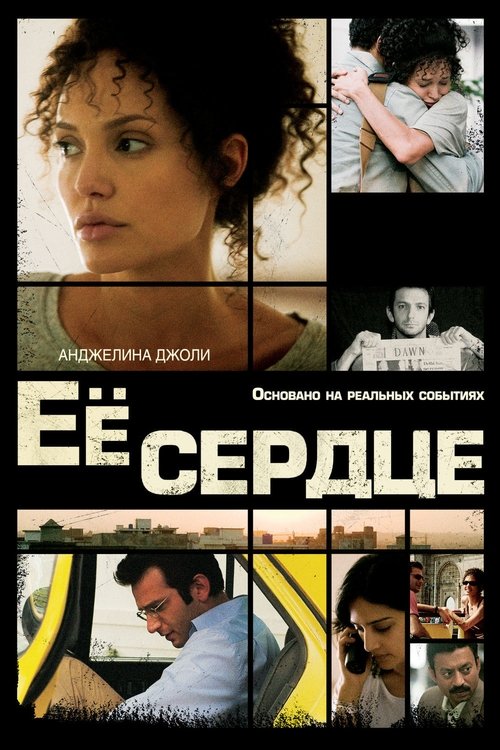 АНДЖЕЛИНА ДЖОЛИ
DAWN
ОСНОВАНО НА РЕАЛЬНЫХ СОБЫТИЯХ
ЕЁ
СЕРДЦЕ